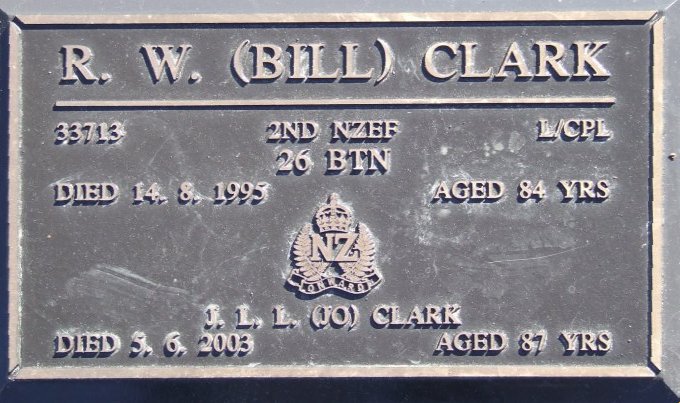 R. W. (BILL) CLARK
33713 2ND NZEF L/CPL
26 BTN
DIED 14. 8. 1995 AGED 84 YRS
NZ
ONWARD
J. L. L. (JO) CLARK
DIED 5. 6. 2003 AGED 87 YRS